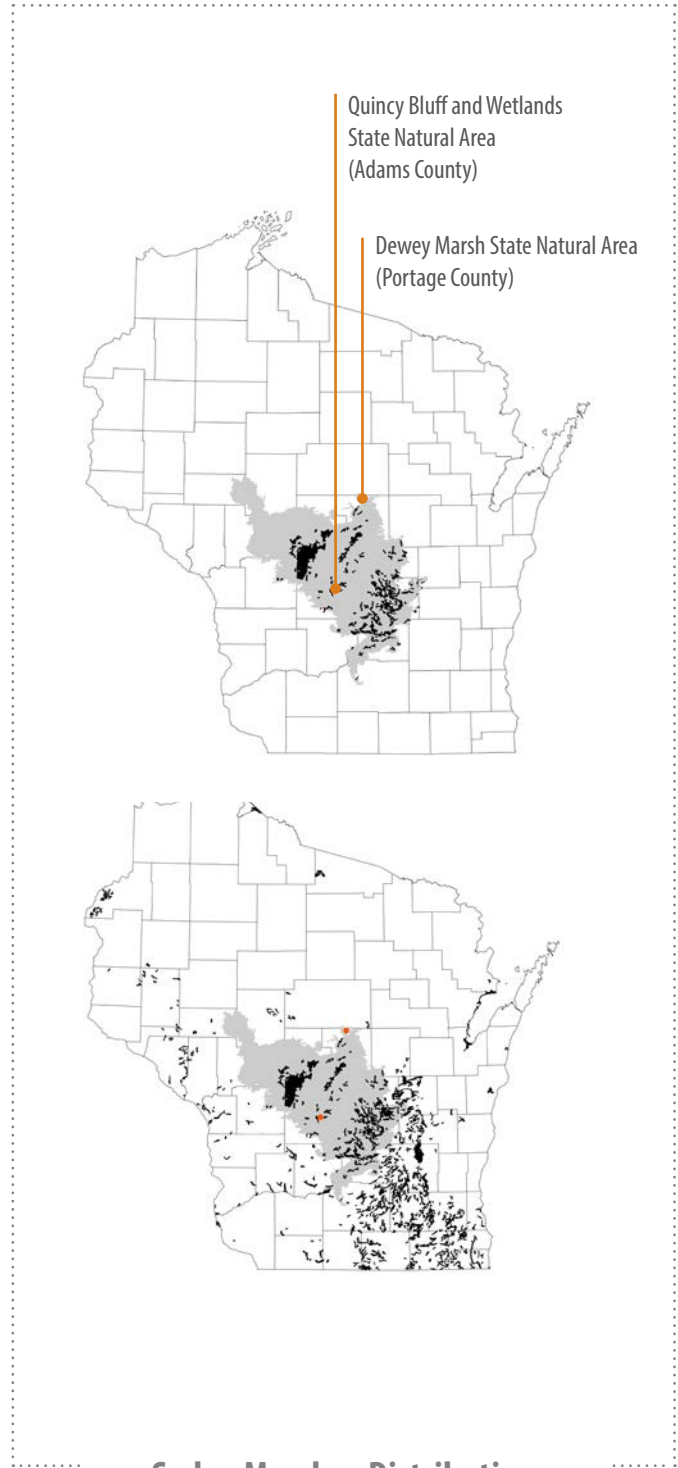 Quincy Bluff and Wetlands
State Natural Area
(Adams County)
Dewey Marsh State Natural Area
(Portage County)